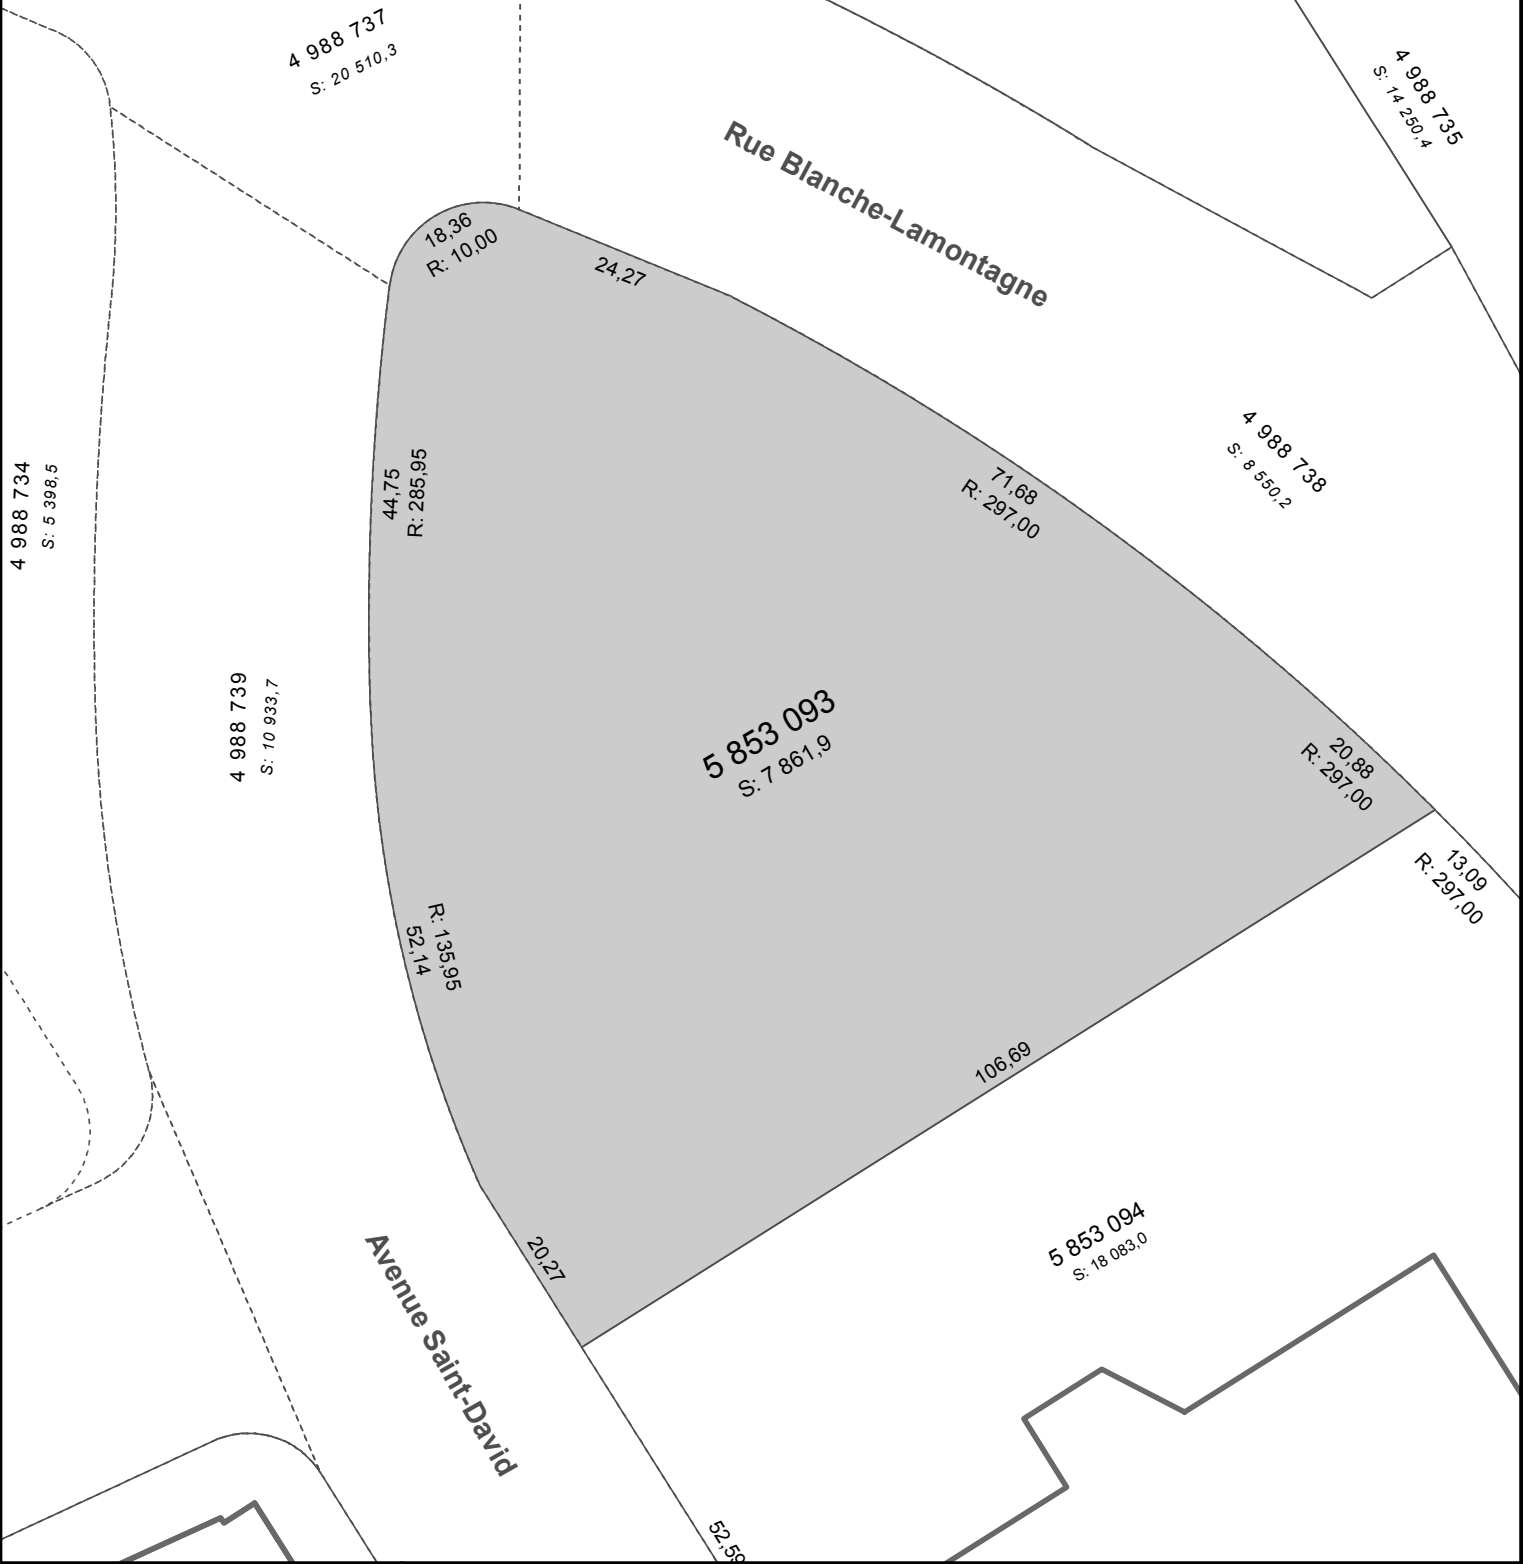 4 988 737
S: 20 510,3
4 988 735
S: 14 250,4
Rue Blanche-Lamontagne
18,36
R: 10,00
24,27
4 988 734
S: 5 398,5
44,75
R: 285,95
71,68
R: 297,00
4 988 738
S: 8 550,2
4 988 739
S: 10 933,7
5 853 093
S: 7 861,9
20,88
R: 297,00
13,09
R: 297,00
R: 135,95
52,14
106,69
20,27
5 853 094
S: 18 083,0
Avenue Saint-David
52,59